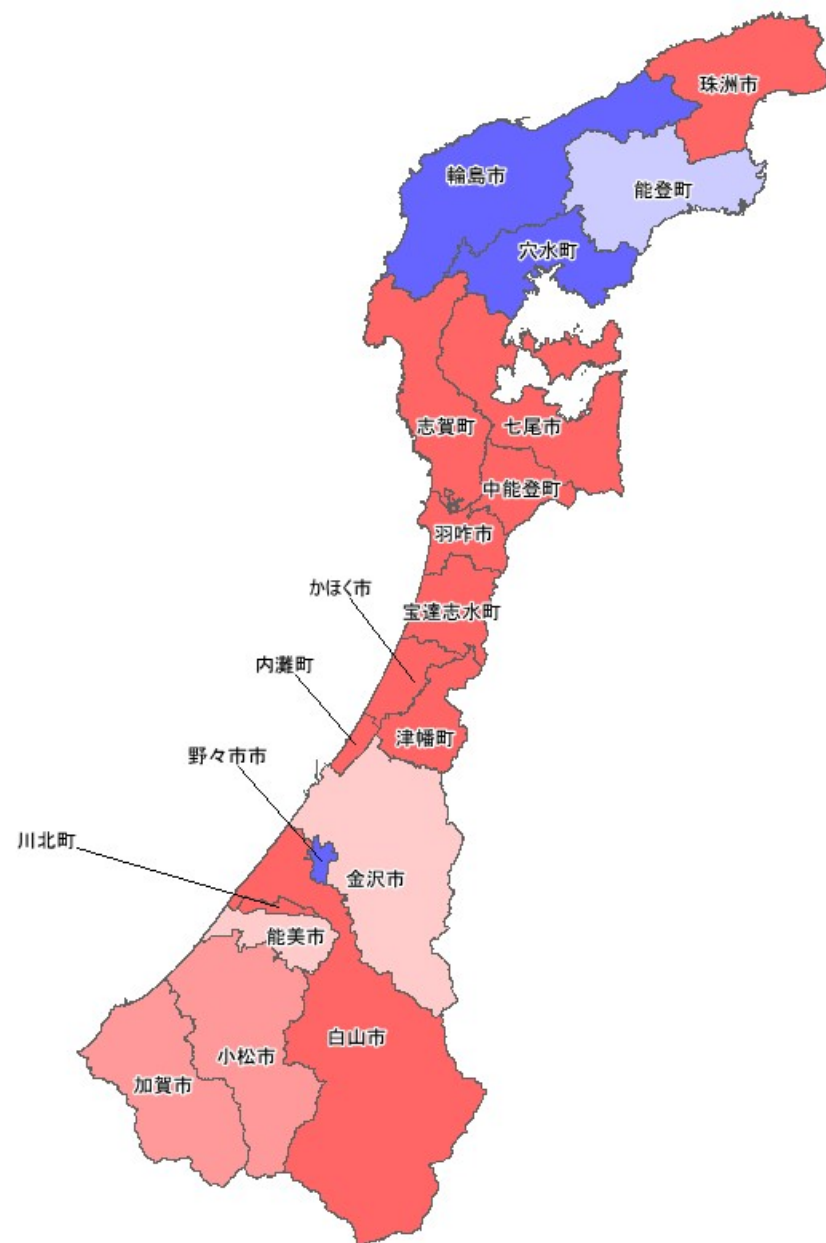 珠洲市
輪島市
能登町
穴水町
志賀町
七尾市
中能登町
羽咋市
かほく市
宝達志水町
内灘町
津幡町
野々市市
川北町
金沢市
能美市
白山市
小松市
加賀市